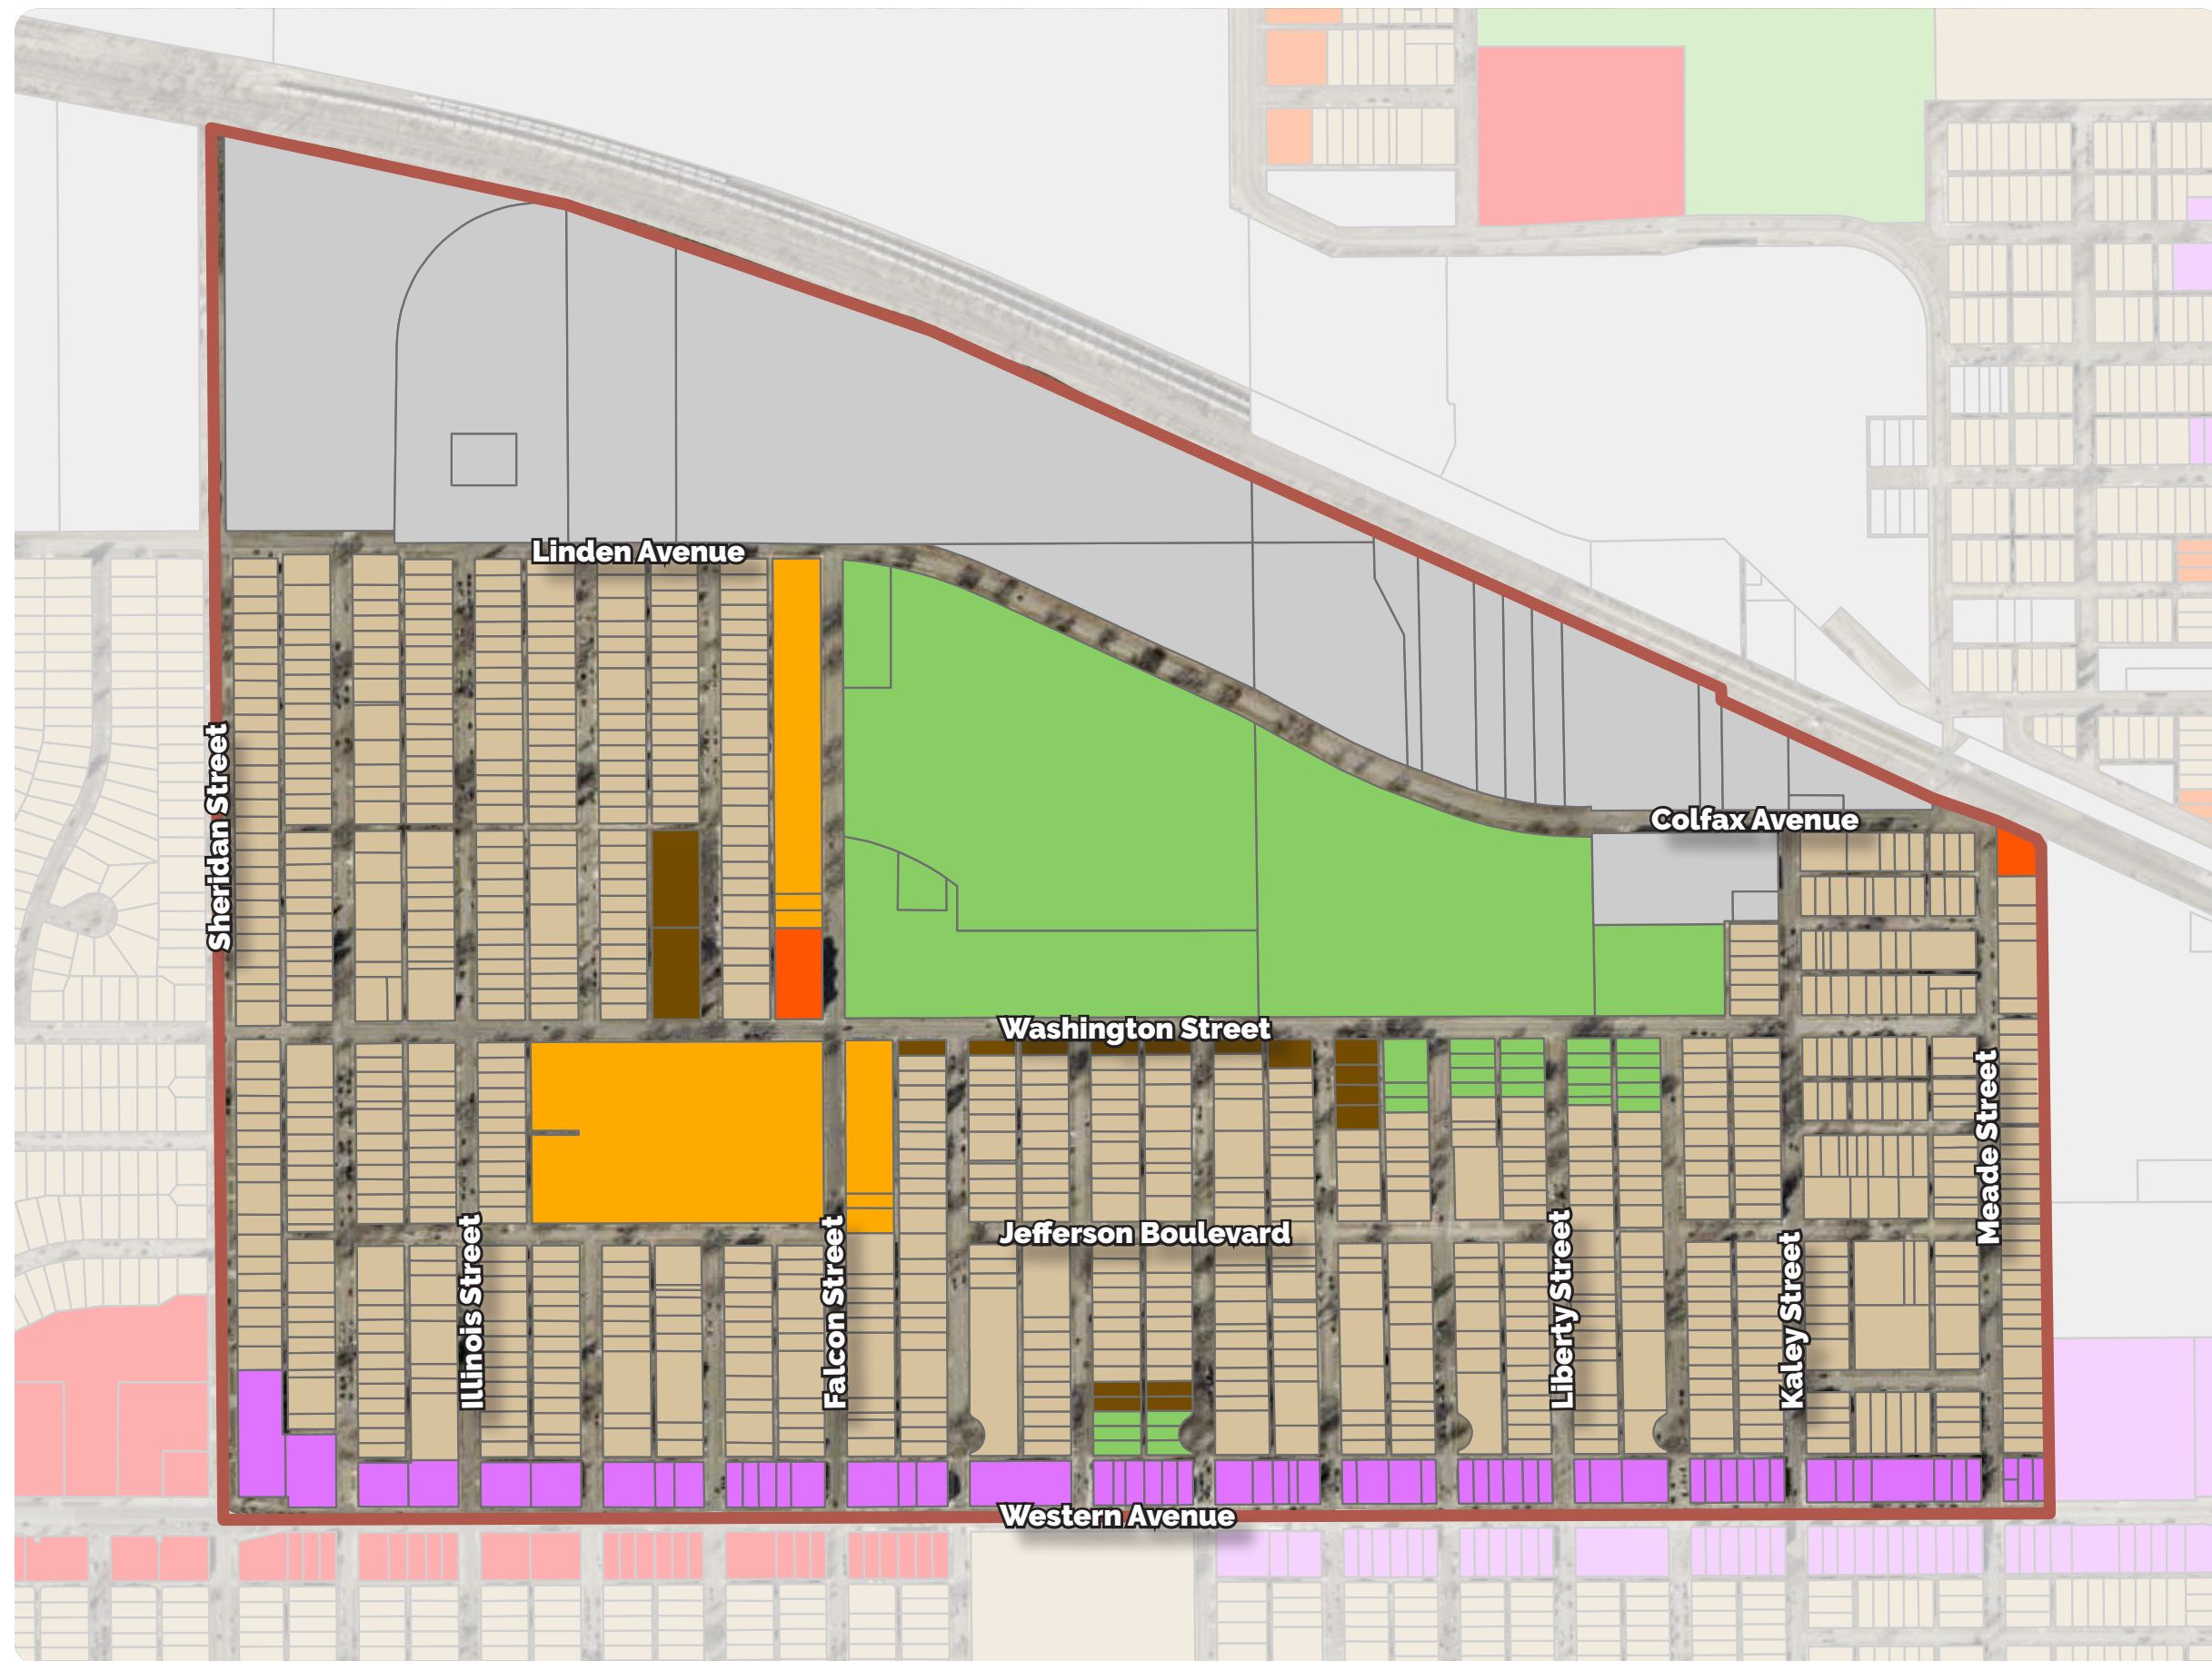 Linden Avenue
Sheridan Street
Colfax Avenue
Washington Street
Meade Street
Jefferson Boulevard
Illinois Street
Falcon Street
Liberty Street
Kaley Street
Western Avenue